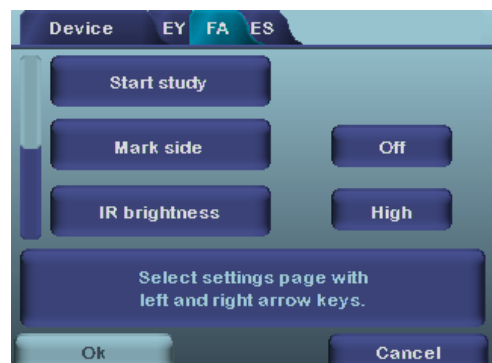 Device EY FA ES
Start study
Mark side Off
IR brightness High
Select settings page with
left and right arrow keys.
Ok Cancel